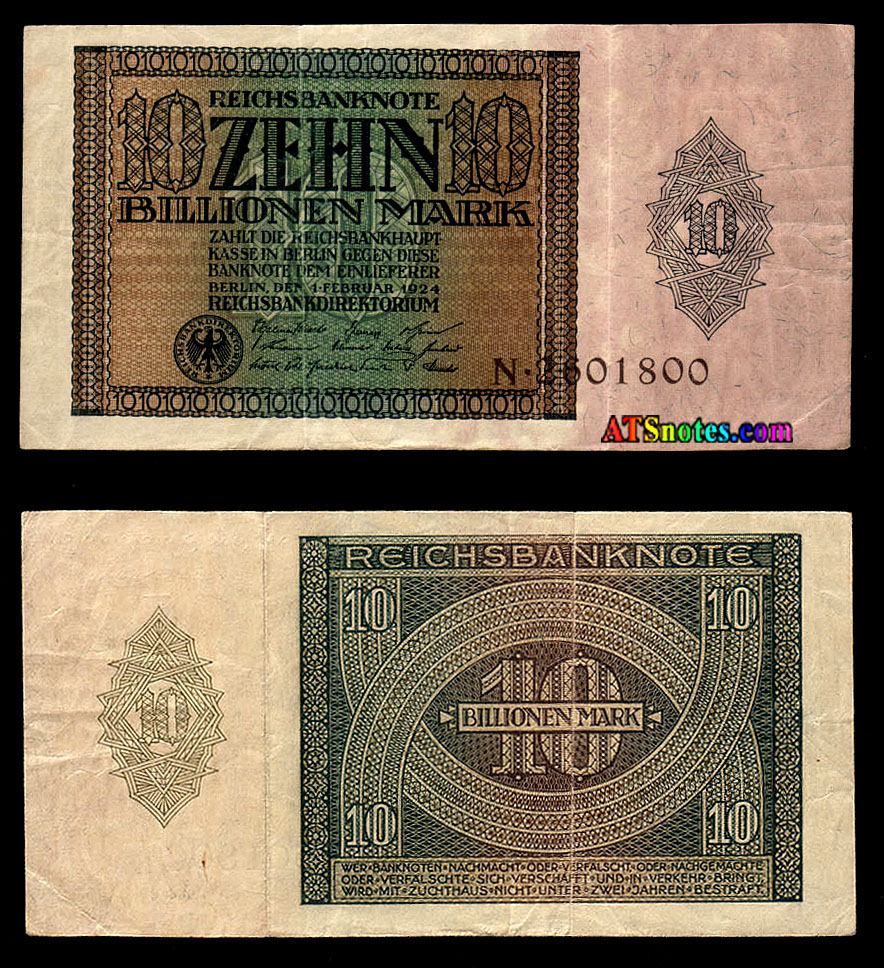 101010101010101010101010101010101010
REICHSBANKNOTE
10 ZEHN 10
BILLIONEN MARK
ZAHLT DIE REICHSBANKHAUPT-
KASSE IN BERLIN GEGEN DIESE
BANKNOTE DEM EINLIEFERER
BERLIN, DEN 1·FEBRUAR 1924
REICHSBANKDIREKTORIUM
10
REICHSBANKDIREKTORIUM
N·2601800
ATSnotes.com
REICHSBANKNOTE
10 10
10
10
BILLIONEN MARK
10 10
WER·BANKNOTEN·NACHMACHT·ODER·VERFÄLSCHT, ODER·NACHGEMACHTE
ODER·VERFÄLSCHTE·SICH·VERSCHAFFT·UND·IN·VERKEHR·BRINGT,
WIRD·MIT·ZUCHTHAUS·NICHT·UNTER·ZWEI·JAHREN·BESTRAFT.